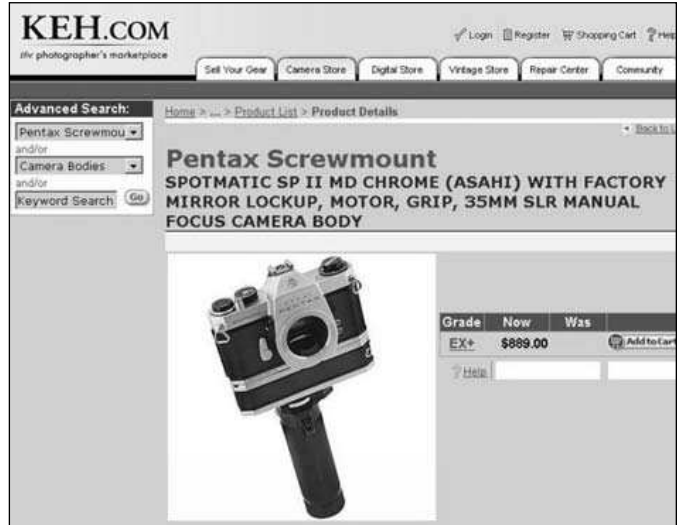 KEH.COM
the photographer's marketplace
Login Register Shopping Cart ? Help
Sell Your Gear Camera Store Digital Store Vintage Store Repair Center Community
Advanced Search:
Pentax Screwmou
and/or
Camera Bodies
and/or
Keyword Search Go
Home > ... > Product List > Product Details
Back to L
Pentax Screwmount
SPOTMATIC SP II MD CHROME (ASAHI) WITH FACTORY
MIRROR LOCKUP, MOTOR, GRIP, 35MM SLR MANUAL
FOCUS CAMERA BODY
PENTAX
Grade Now Was
EX+ $889.00 Add to Cart
? Help